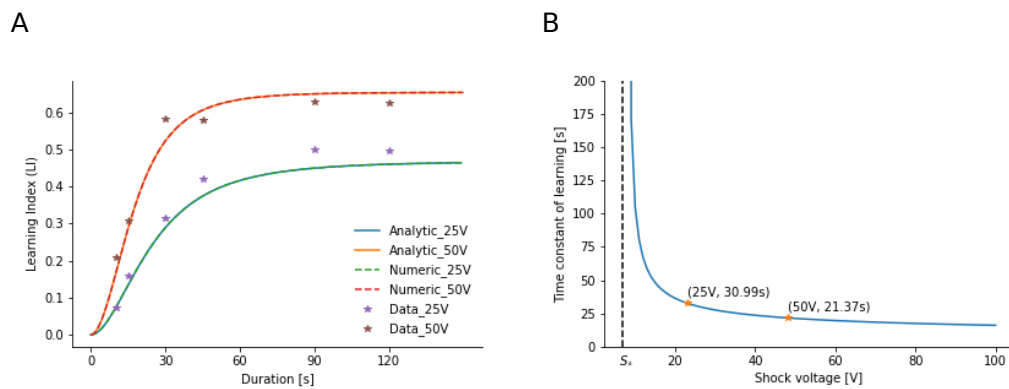 A
B
Learning Index (LI)
0.6
0.5
0.4
0.3
0.2
0.1
0.0
0
30
60
90
120
Duration [s]
Analytic_25V
Analytic_50V
Numeric_25V
Numeric_50V
Data_25V
Data_50V
Time constant of learning [s]
200
175
150
125
100
75
50
25
0
(25V, 30.99s)
(50V, 21.37s)
S*
20
40
60
80
100
Shock voltage [V]